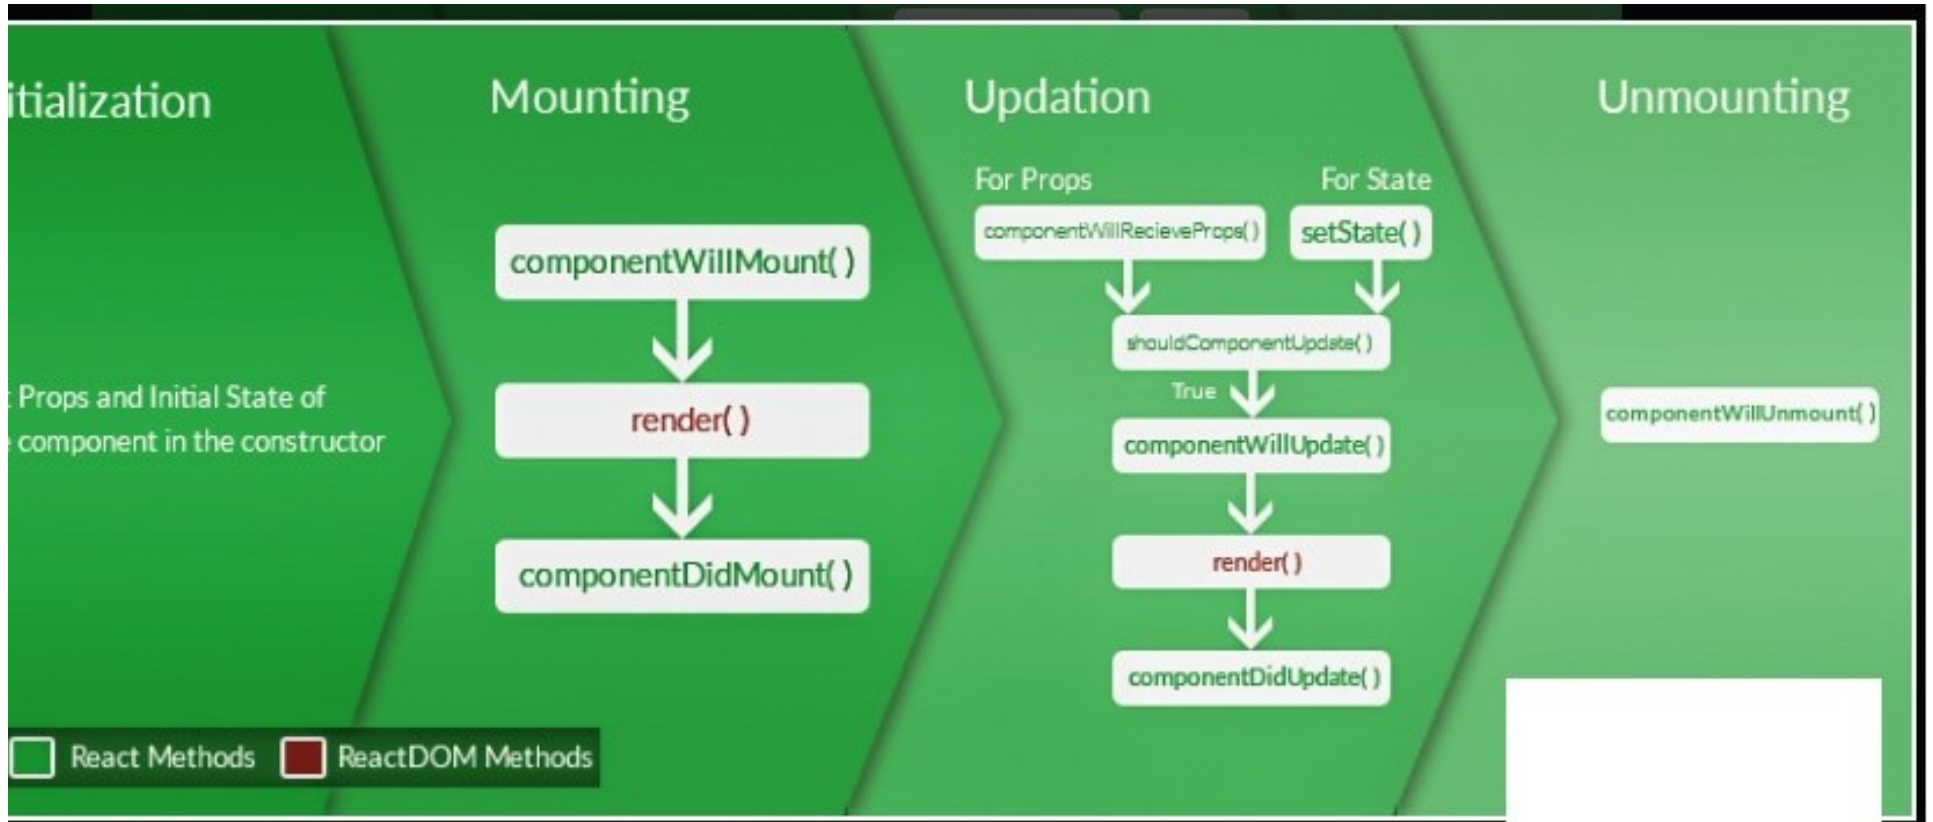 itialization
Props and Initial State of
component in the constructor
Mounting
componentWillMount( )
render( )
componentDidMount( )
Updation
For Props
For State
componentWillRecieveProps( )
setState( )
shouldComponentUpdate( )
True
componentWillUpdate( )
render( )
componentDidUpdate( )
Unmounting
componentWillUnmount( )
React Methods
ReactDOM Methods